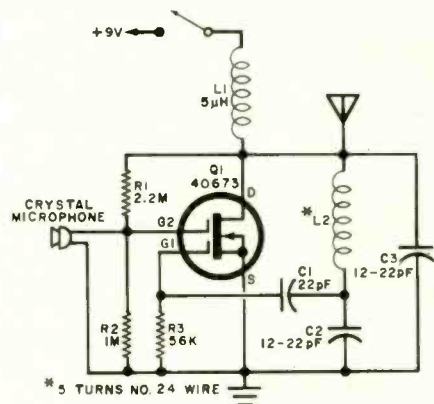 +9V
L1
5µH
Q1
40673
R1
2.2M
D
CRYSTAL
MICROPHONE
G2
G1
S
*L2
C3
12-22pF
C1
22pF
C2
12-22pF
R2
1M
R3
56K
*5 TURNS NO. 24 WIRE